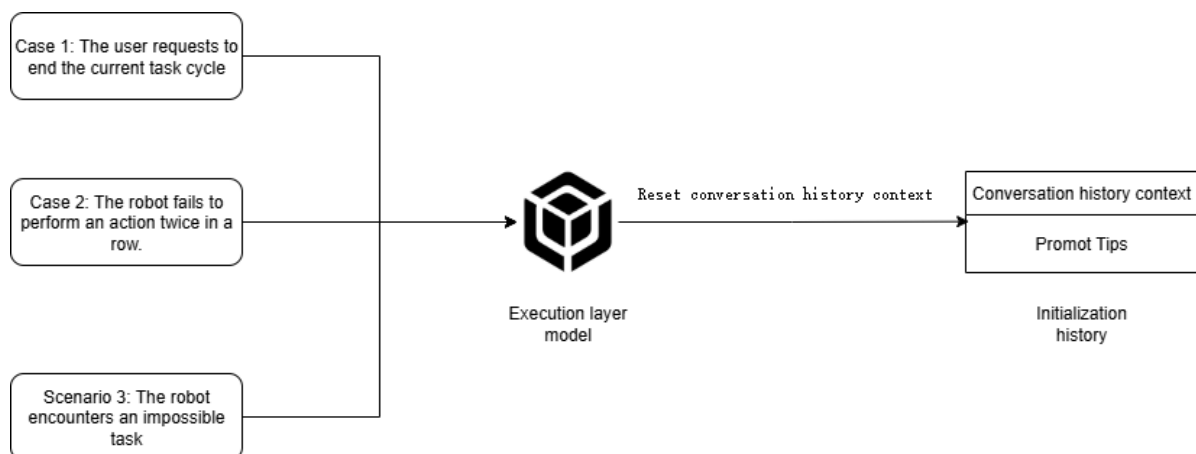 Case 1: The user requests to
end the current task cycle
Case 2: The robot fails to
perform an action twice in a
row.
Scenario 3: The robot
encounters an impossible
task
Execution layer
model
Reset conversation history context
Conversation history context
Promot Tips
Initialization
history